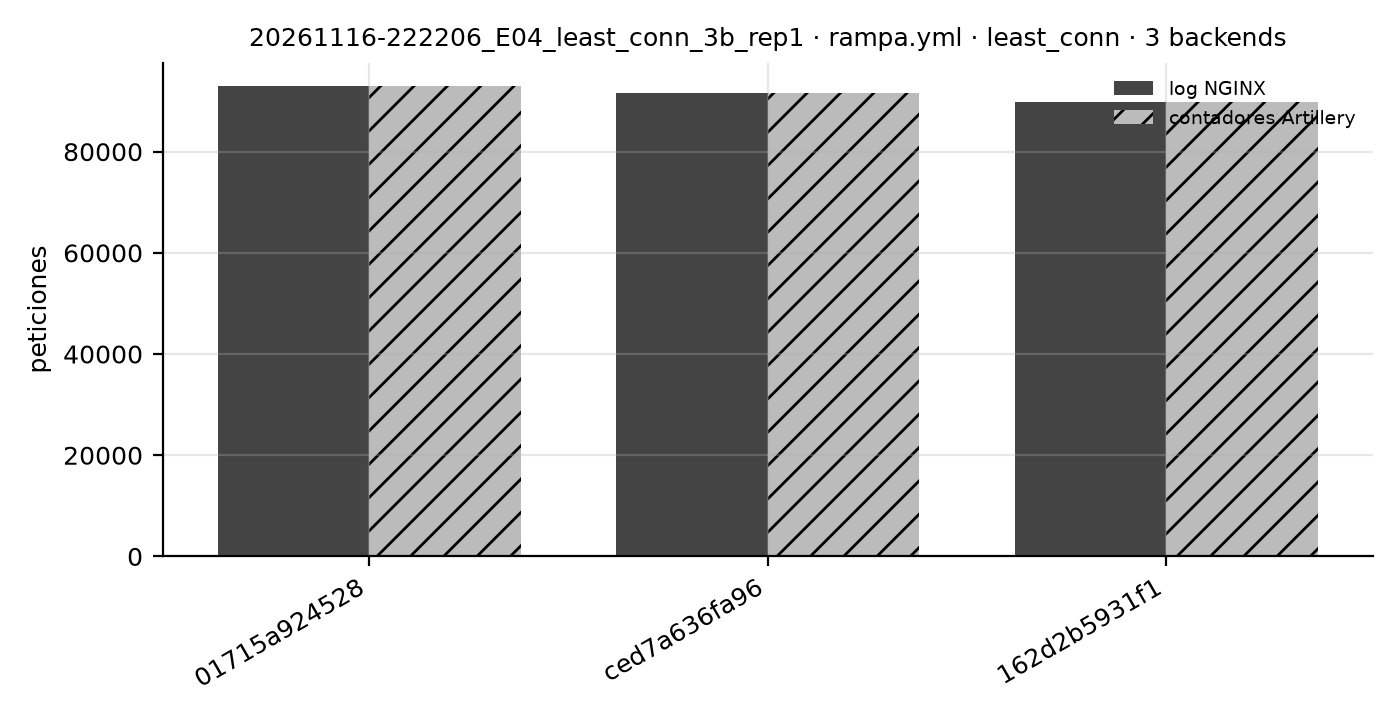 20261116-222206_E04_least_conn_3b_rep1 · rampa.yml · least_conn · 3 backends
log NGINX
contadores Artillery
peticiones
80000
60000
40000
20000
0
01715a924528
ced7a636fa96
162d2b5931f1